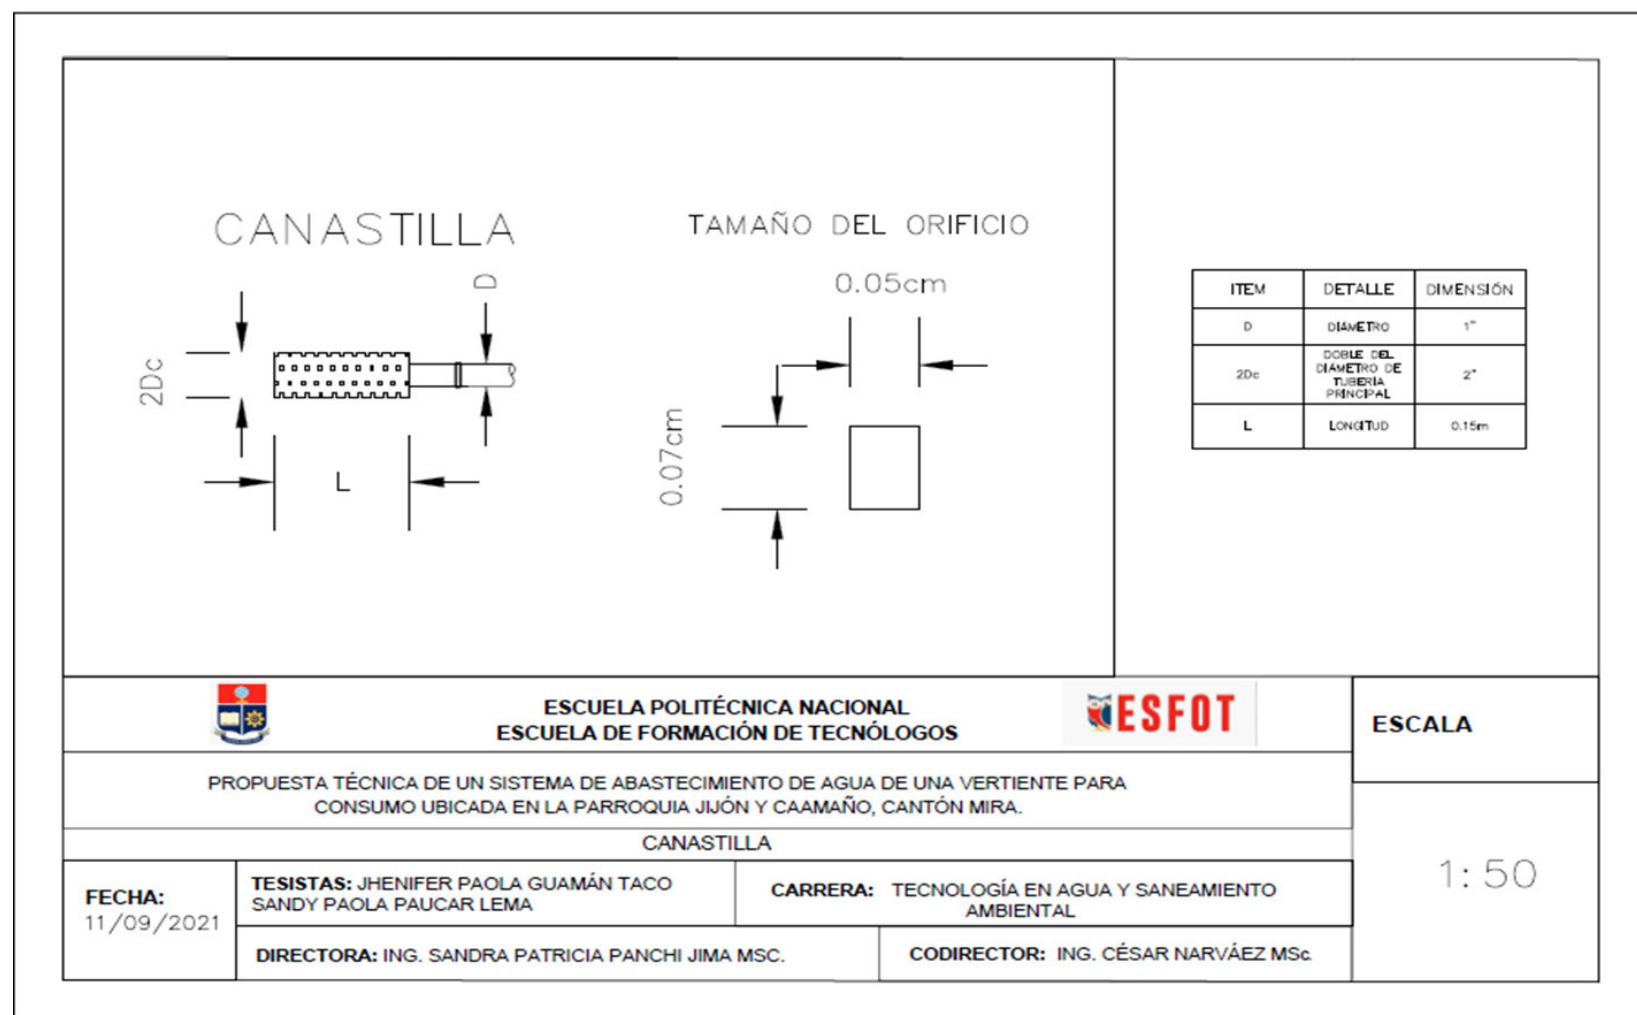 CANASTILLA
D
2Dc
L
TAMAÑO DEL ORIFICIO
0.05cm
0.07cm
ITEM DETALLE DIMENSIÓN
D DIÁMETRO 1"
2Dc DOBLE DEL DIÁMETRO DE TUBERÍA PRINCIPAL 2"
L LONGITUD 0.15m
ESCUELA POLITÉCNICA NACIONAL
ESCUELA DE FORMACIÓN DE TECNÓLOGOS
ESFOT
ESCALA
1:50
PROPUESTA TÉCNICA DE UN SISTEMA DE ABASTECIMIENTO DE AGUA DE UNA VERTIENTE PARA
CONSUMO UBICADA EN LA PARROQUIA JIJÓN Y CAAMAÑO, CANTÓN MIRA.
CANASTILLA
FECHA:
11/09/2021
TESISTAS: JHENIFER PAOLA GUAMÁN TACO
SANDY PAOLA PAUCAR LEMA
CARRERA: TECNOLOGÍA EN AGUA Y SANEAMIENTO
AMBIENTAL
DIRECTORA: ING. SANDRA PATRICIA PANCHI JIMA MSC.
CODIRECTOR: ING. CÉSAR NARVÁEZ MSc.